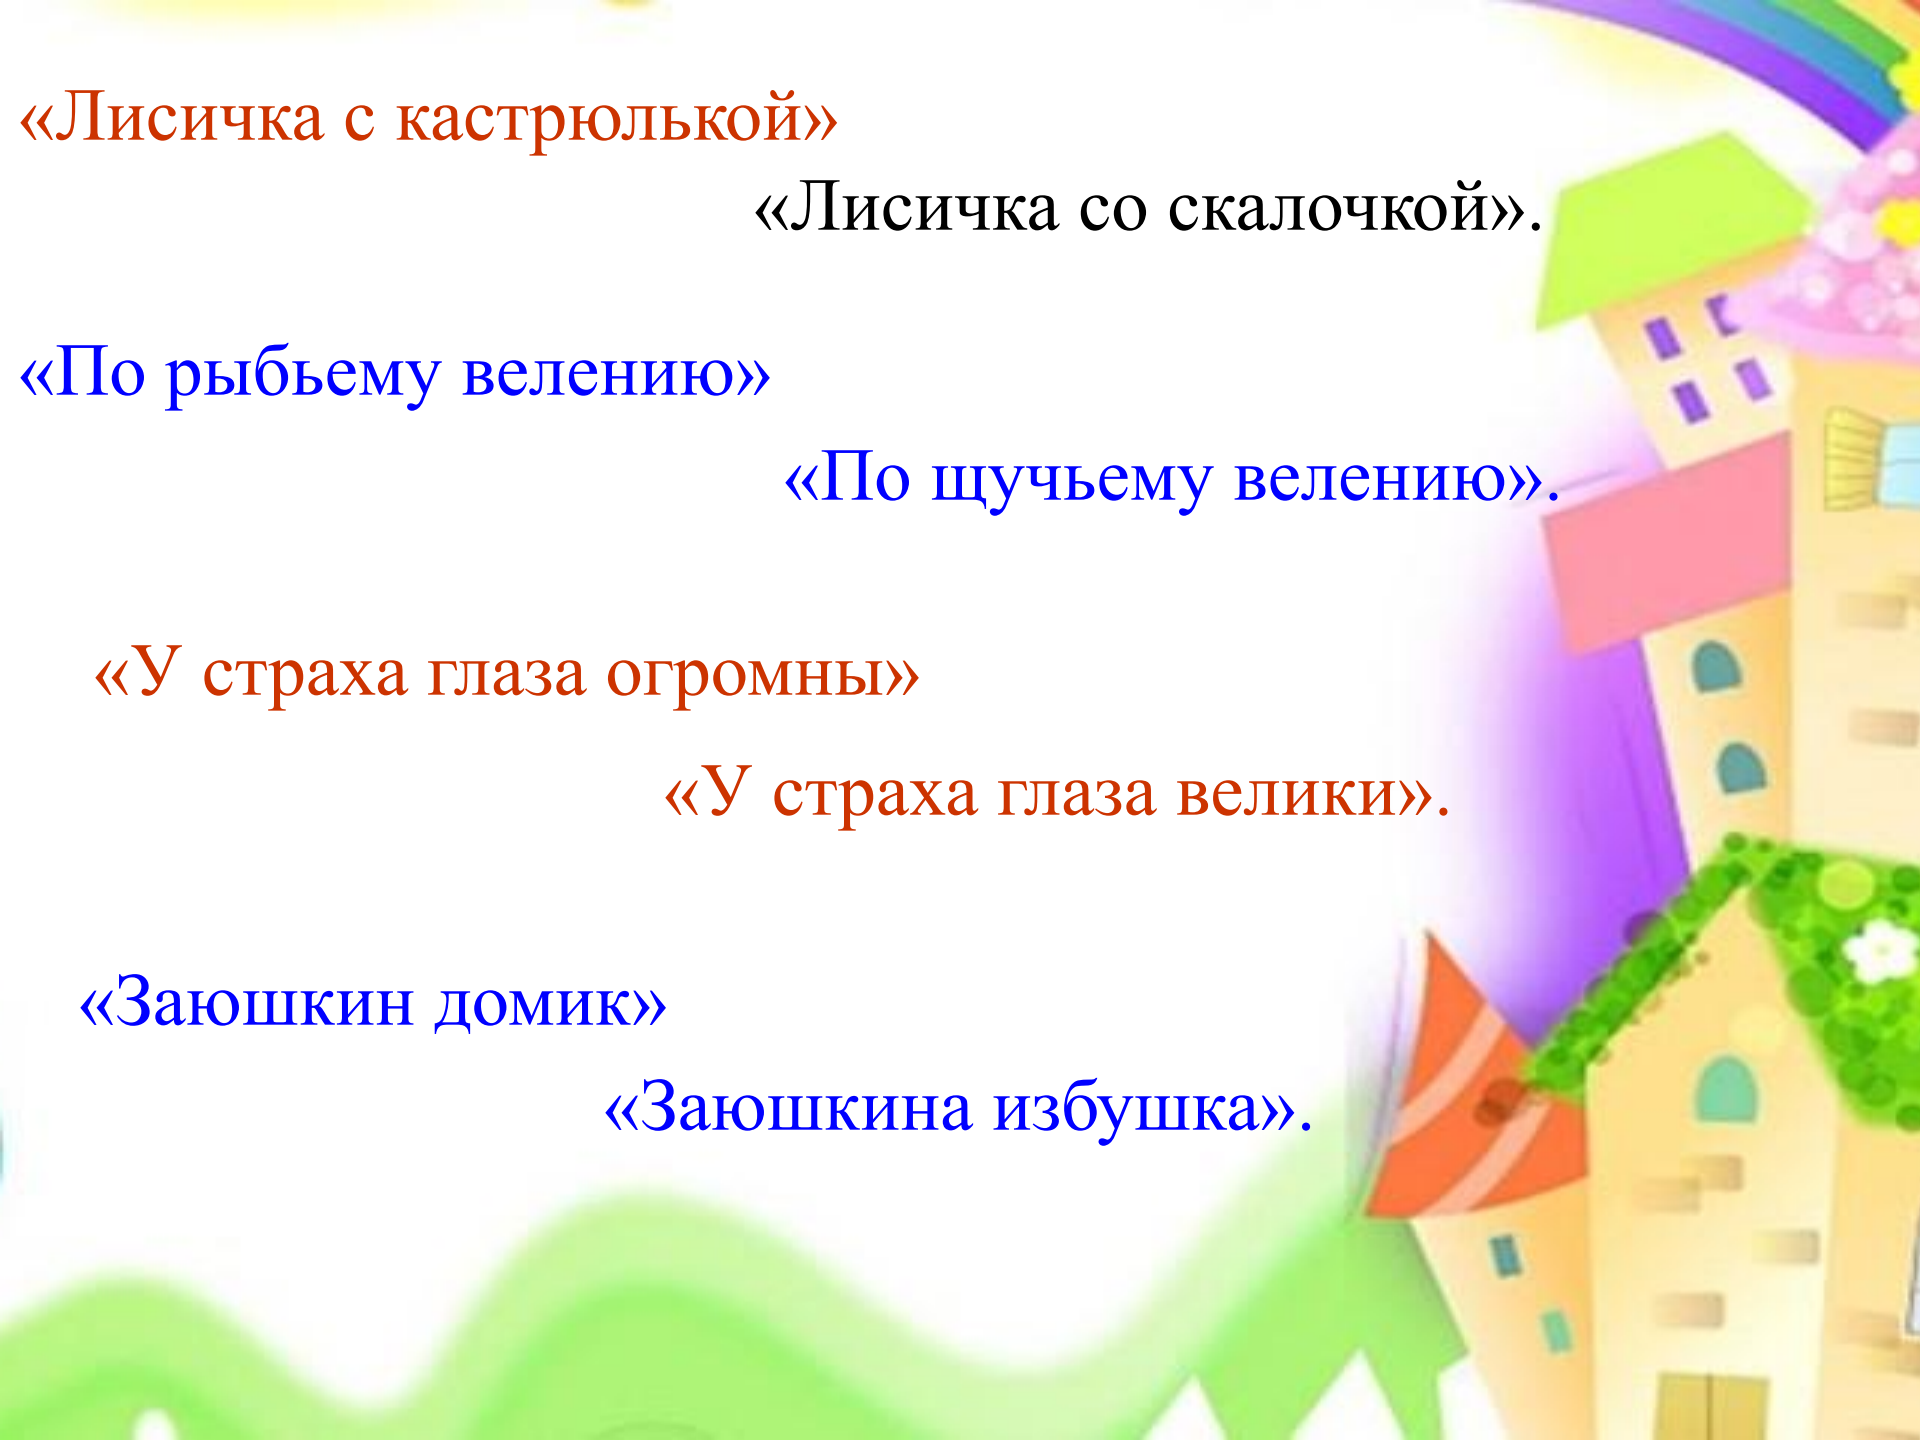 «Лисичка с кастрюлькой»
«Лисичка со скалочкой».
«По рыбьему велению»
«По щучьему велению».
«У страха глаза огромны»
«У страха глаза велики».
«Заюшкин домик»
«Заюшкина избушка».